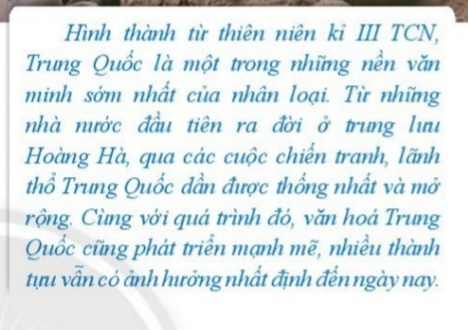 Hình thành từ thiên niên kỉ III TCN,
Trung Quốc là một trong những nền văn
minh sớm nhất của nhân loại. Từ những
nhà nước đầu tiên ra đời ở trung lưu
Hoàng Hà, qua các cuộc chiến tranh, lãnh
thổ Trung Quốc dần được thống nhất và mở
rộng. Cùng với quá trình đó, văn hoá Trung
Quốc cũng phát triển mạnh mẽ, nhiều thành
tựu vẫn có ảnh hưởng nhất định đến ngày nay.